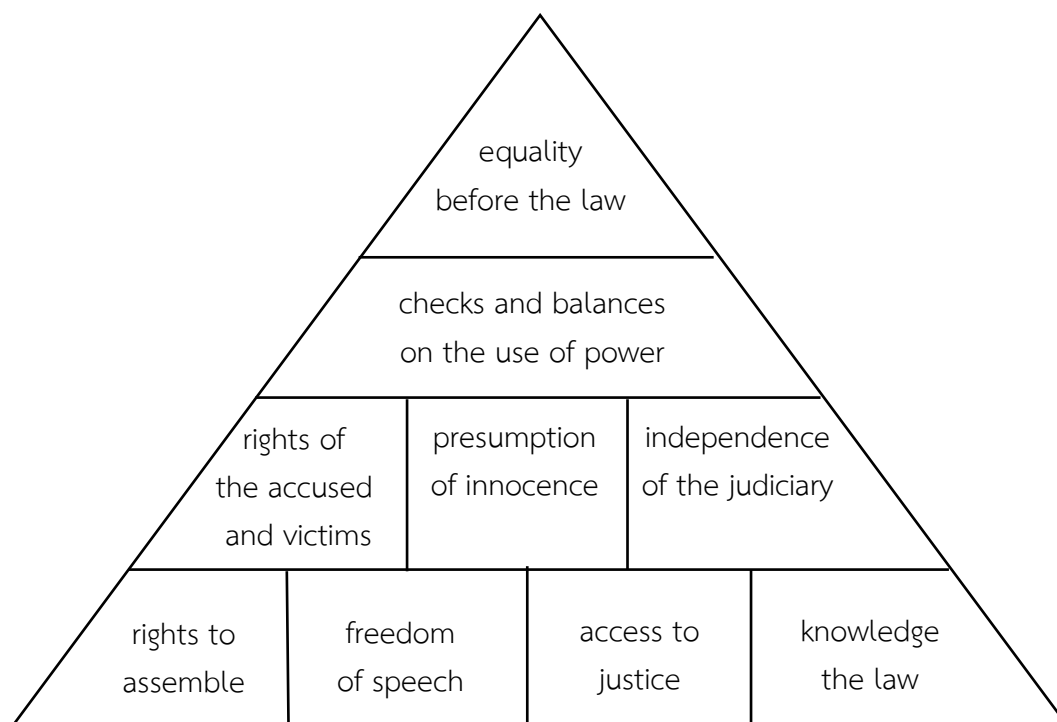 equality
before the law
checks and balances
on the use of power
rights of
the accused
and victims
presumption
of innocence
independence
of the judiciary
rights to
assemble
freedom
of speech
access to
justice
knowledge
the law